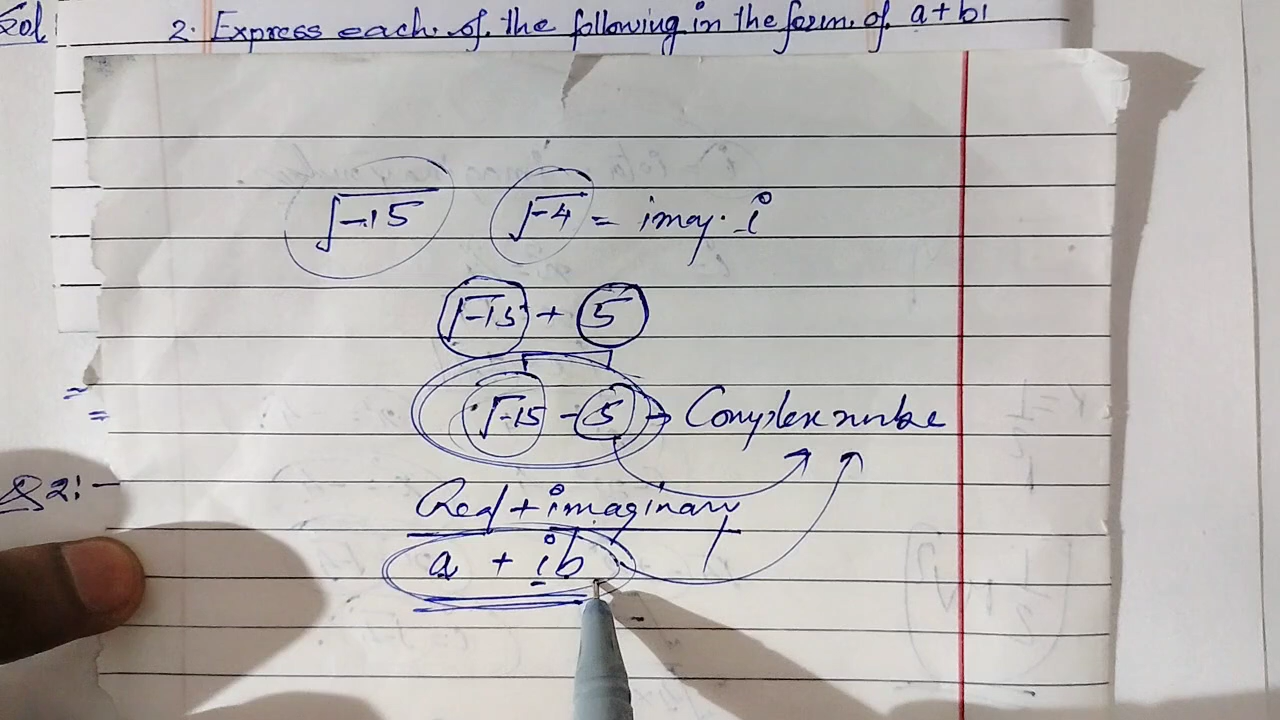 Sol
2. Express each of the following in the form of a+bi
√-15 √-4 = imag. i
√-15 + 5
√-15 - 5 → Complex numbe
=
=
Q2:-
Real + imaginary
a + ib